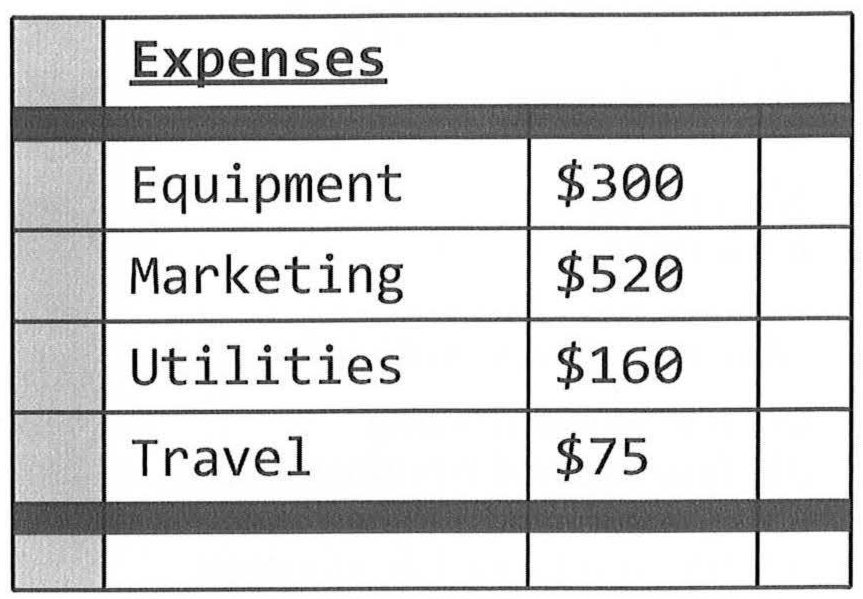 Expenses
Equipment $300
Marketing $520
Utilities $160
Travel $75